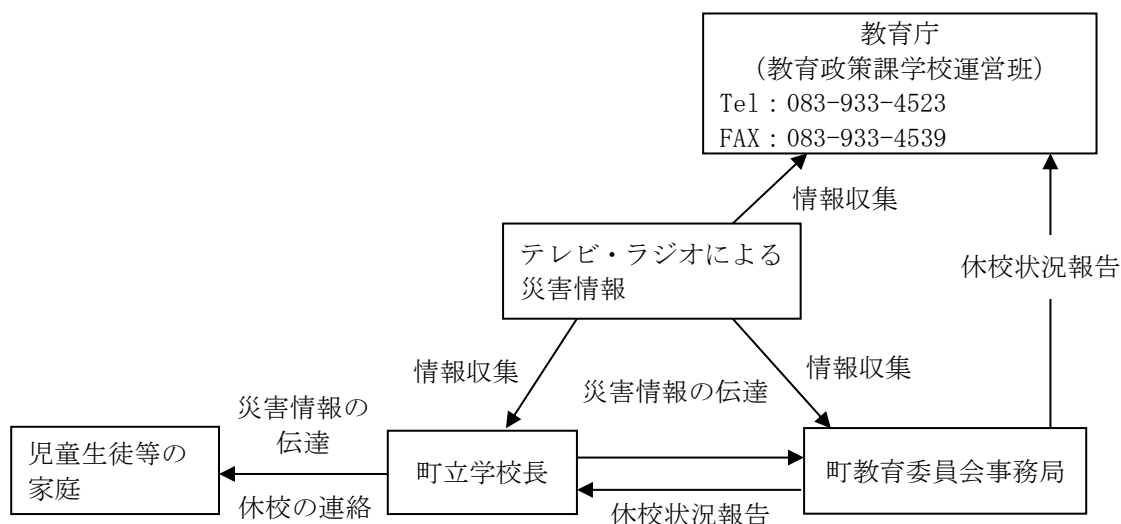 教育庁
（教育政策課学校運営班）
Tel：083-933-4523
FAX：083-933-4539
情報収集
テレビ・ラジオによる
災害情報
休校状況報告
情報収集
情報収集
災害情報の伝達
災害情報の
伝達
児童生徒等の
家庭
町立学校長
町教育委員会事務局
休校の連絡
休校状況報告